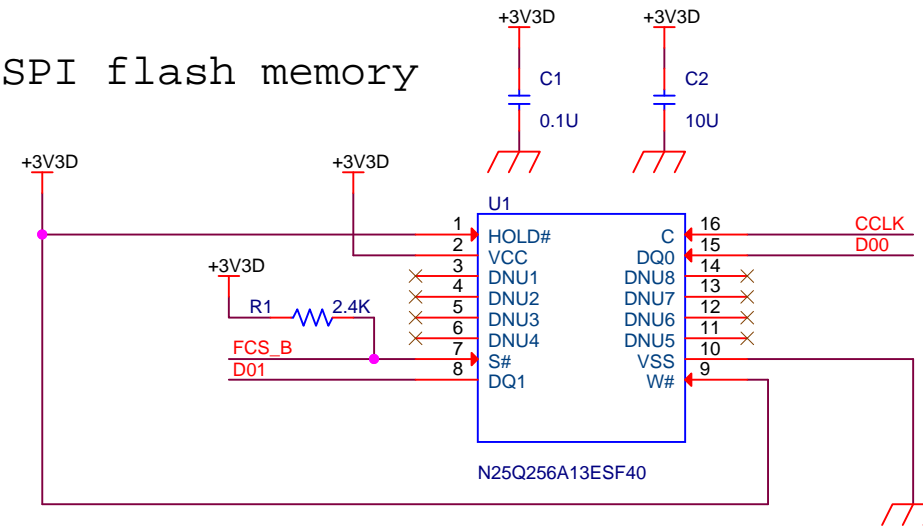 +3V3D
+3V3D
SPI flash memory
C1
C2
0.1U
10U
+3V3D
+3V3D
U1
1
16
CCLK
HOLD#
C
2
15
D00
VCC
DQ0
+3V3D
3
14
DNU1
DNU8
4
13
R1
2.4K
DNU2
DNU7
5
12
DNU3
DNU6
6
11
DNU4
DNU5
FCS_B
7
10
S#
VSS
D01
8
9
DQ1
W#
N25Q256A13ESF40